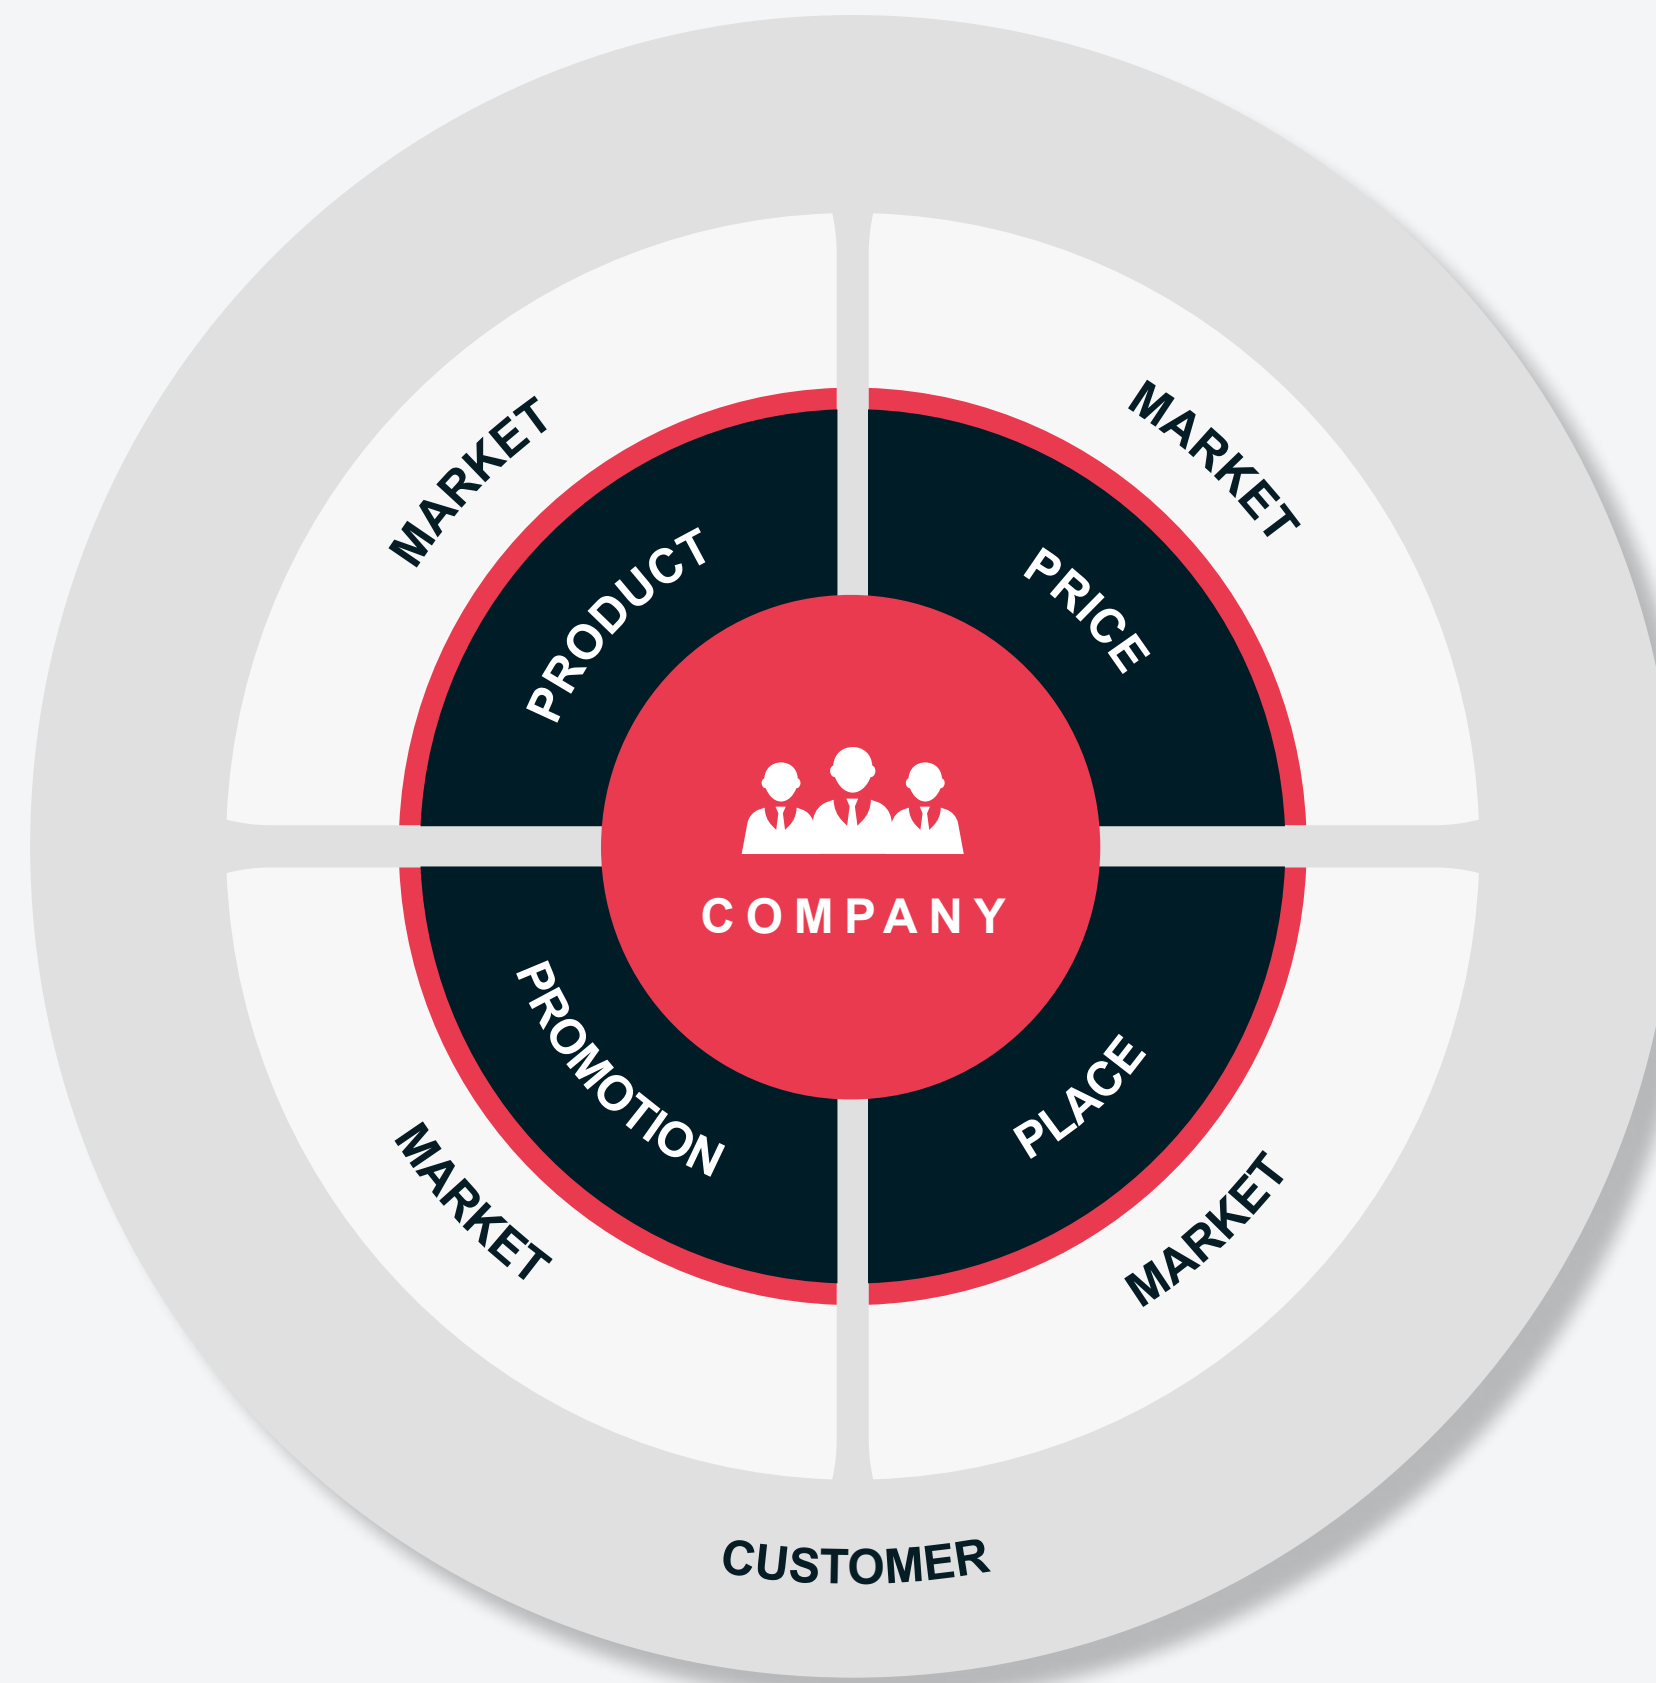 MARKET
MARKET
PRODUCT
PRICE
COMPANY
PROMOTION
PLACE
MARKET
MARKET
CUSTOMER